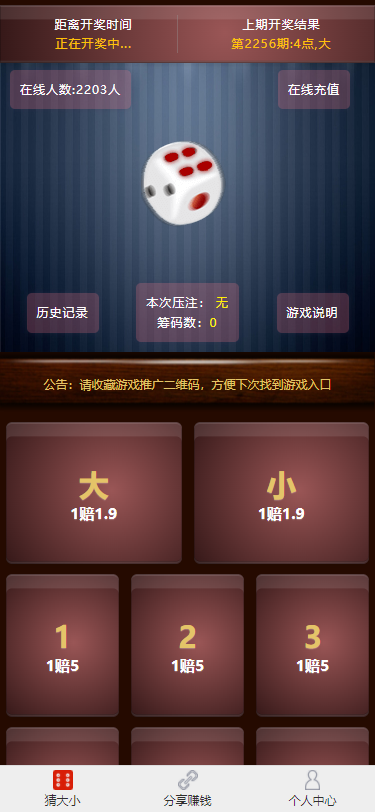 距离开奖时间
正在开奖中...
上期开奖结果
第2256期:4点,大
在线人数:2203人
在线充值
历史记录
本次压注: 无
筹码数: 0
游戏说明
公告: 请收藏游戏推广二维码, 方便下次找到游戏入口
大
1赔1.9
小
1赔1.9
1
1赔5
2
1赔5
3
1赔5
猜大小
分享赚钱
个人中心